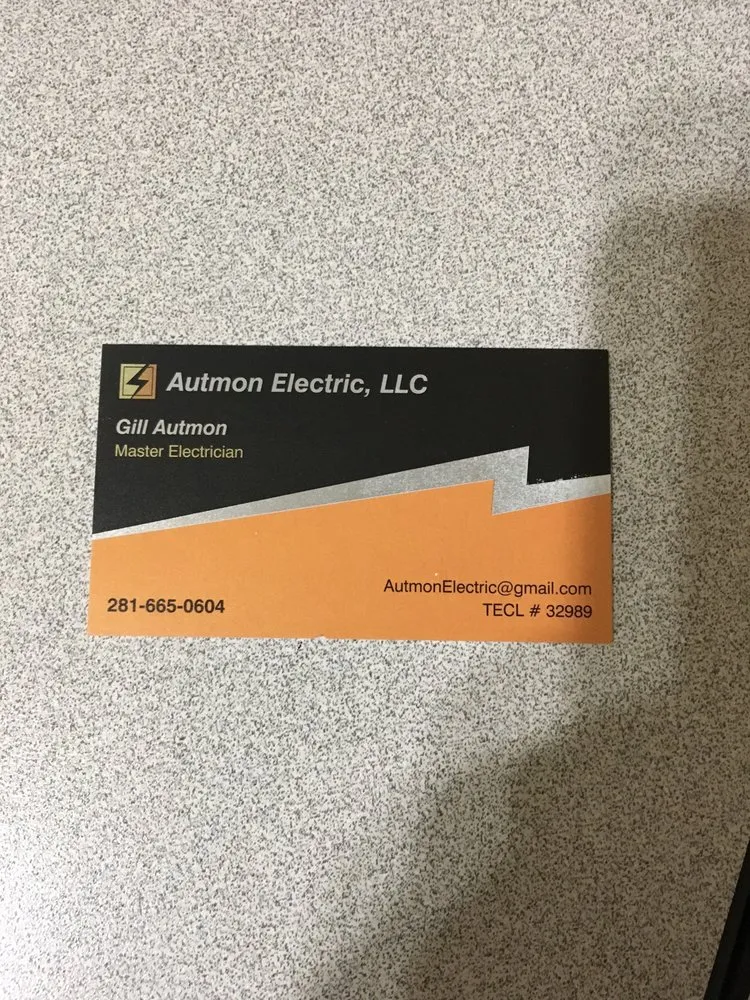 Autmon Electric, LLC
Gill Autmon
Master Electrician
281-665-0604
AutmonElectric@gmail.com
TECL # 32989